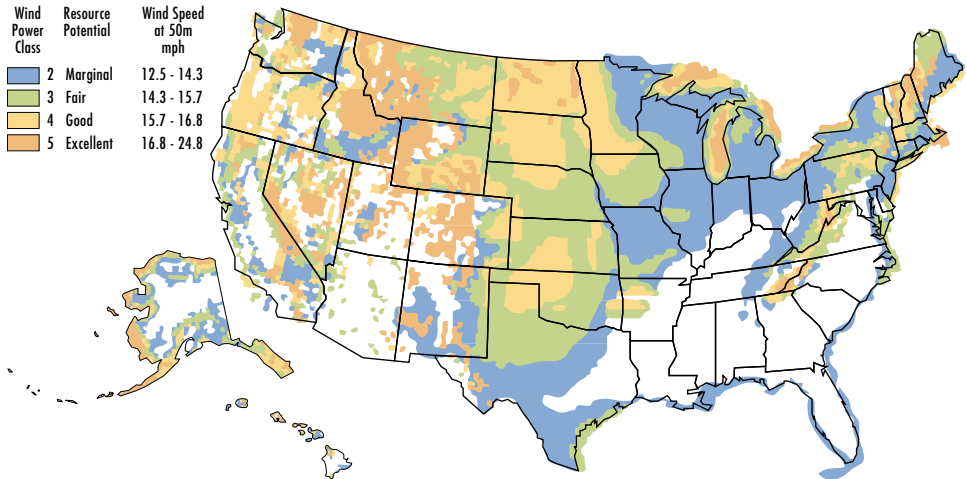 Wind Power Class Resource Potential Wind Speed at 50m mph
2 Marginal 12.5 - 14.3
3 Fair 14.3 - 15.7
4 Good 15.7 - 16.8
5 Excellent 16.8 - 24.8